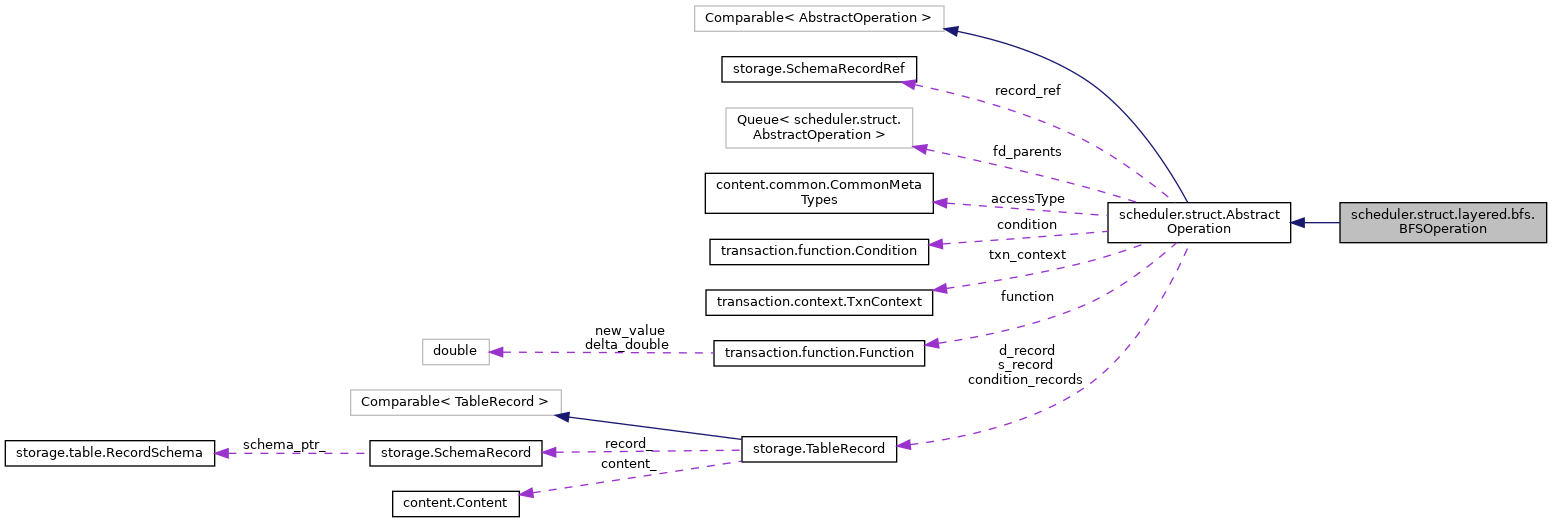 Comparable< AbstractOperation >
storage.SchemaRecordRef
record_ref
Queue< scheduler.struct.
AbstractOperation >
fd_parents
content.common.CommonMeta
Types
accessType
scheduler.struct.Abstract
Operation
scheduler.struct.layered.bfs.
BFSOperation
transaction.function.Condition
condition
transaction.context.TxnContext
txn_context
function
double
new_value
delta_double
transaction.function.Function
d_record
s_record
condition_records
Comparable< TableRecord >
storage.table.RecordSchema
schema_ptr_
storage.SchemaRecord
record_
content_
storage.TableRecord
content.Content